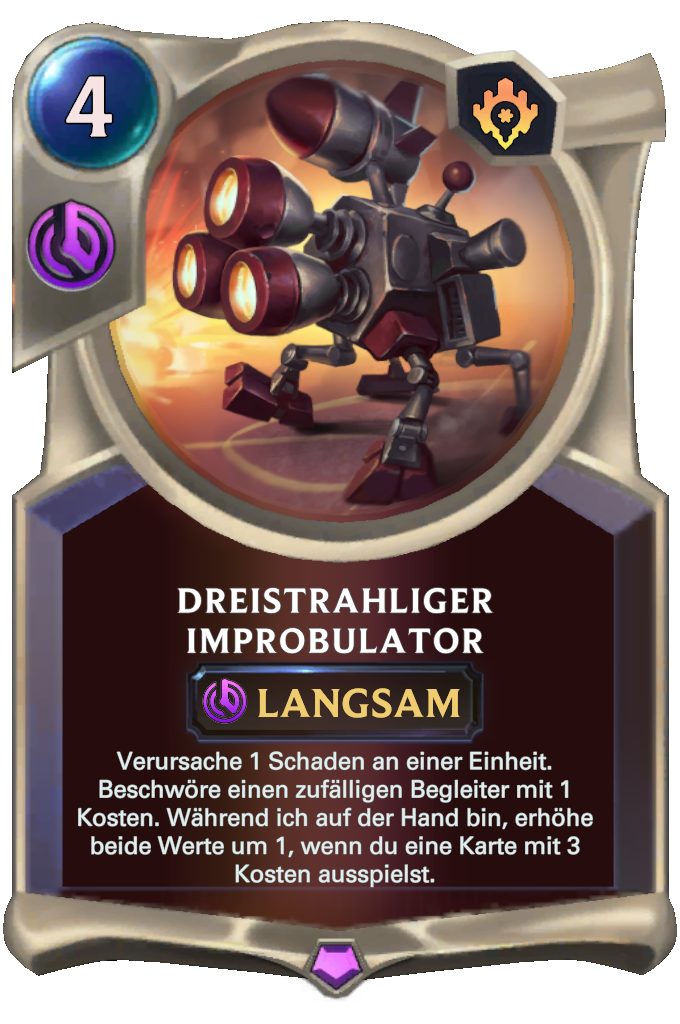 4
DREISTRAHLIGER
IMPROBULATOR
LANGSAM
Verursache 1 Schaden an einer Einheit.
Beschwöre einen zufälligen Begleiter mit 1
Kosten. Während ich auf der Hand bin, erhöhe
beide Werte um 1, wenn du eine Karte mit 3
Kosten ausspielst.